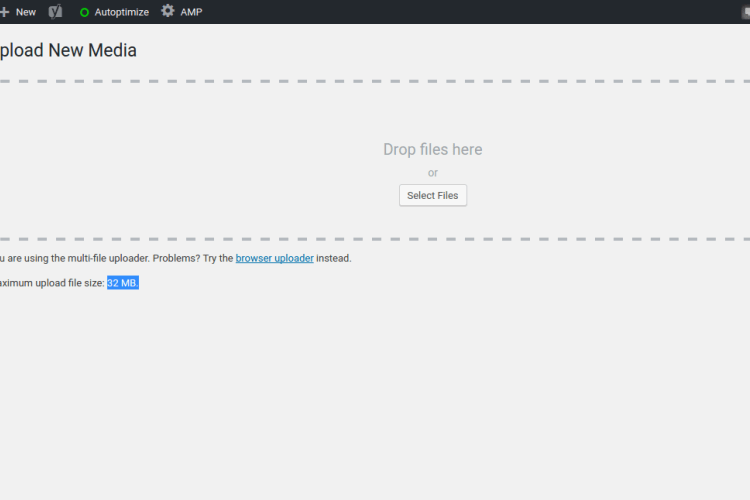 New Autoptimize AMP
pload New Media
Drop files here
or
Select Files
u are using the multi-file uploader. Problems? Try the browser uploader instead.
aximum upload file size: 32 MB.